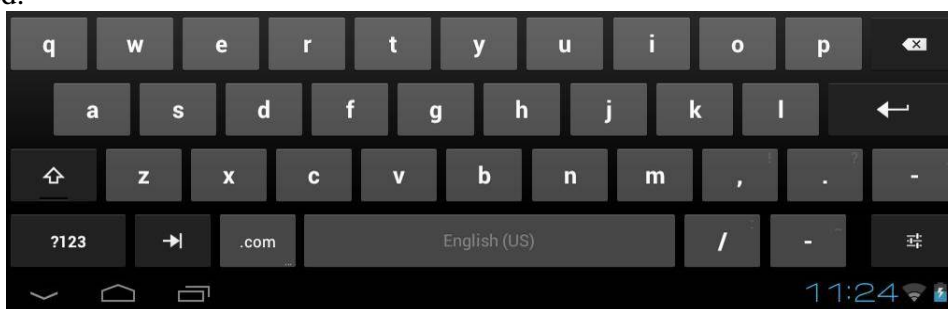 d.
q w e r t y u i o p
a s d f g h j k l
z x c v b n m , ! . ? -
?123 .com ... English (US) / : - _
11:24